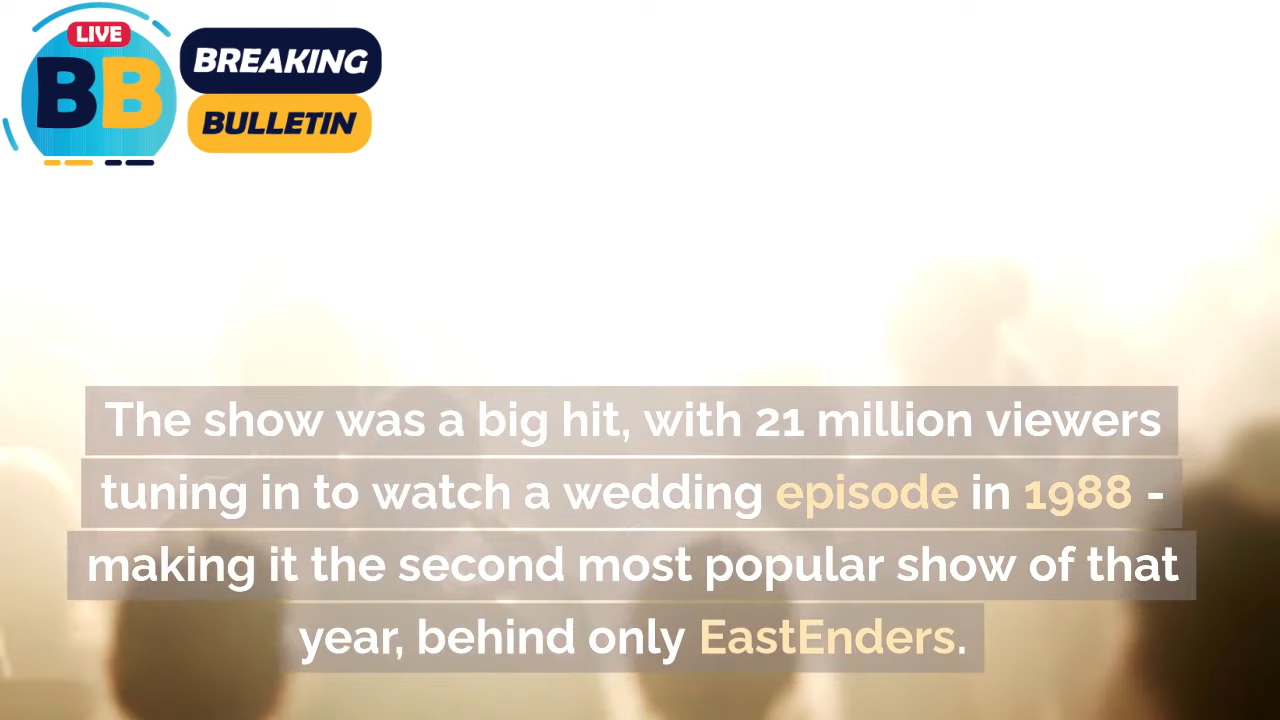 LIVE
BB
BREAKING
BULLETIN
The show was a big hit, with 21 million viewers
tuning in to watch a wedding episode in 1988 -
making it the second most popular show of that
year, behind only EastEnders.